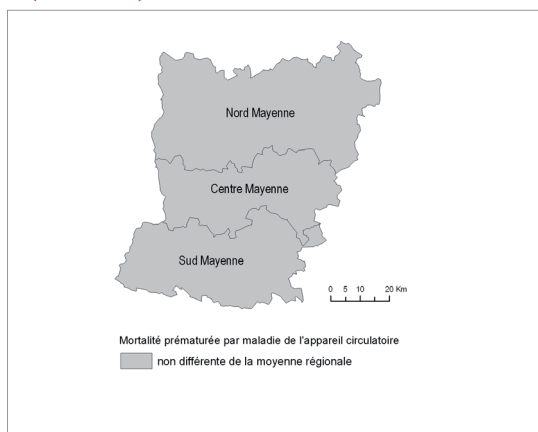 Nord Mayenne
Centre Mayenne
Sud Mayenne
0 5 10 20 Km
Mortalité prématurée par maladie de l'appareil circulatoire
non différente de la moyenne régionale